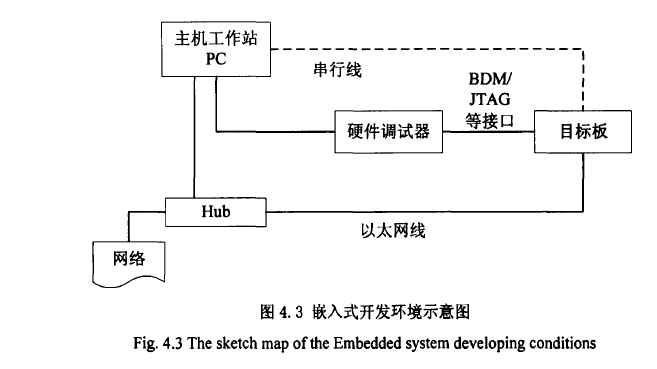 主机工作站
PC
串行线
BDM/
JTAG
等接口
硬件调试器
目标板
Hub
以太网线
网络
图 4.3 嵌入式开发环境示意图
Fig. 4.3 The sketch map of the Embedded system developing conditions